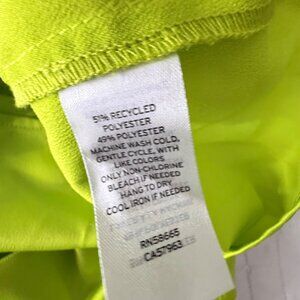 51% RECYCLED
POLYESTER
49% POLYESTER
MACHINE WASH COLD,
GENTLE CYCLE, WITH
LIKE COLORS
ONLY NON-CHLORINE
BLEACH IF NEEDED
HANG TO DRY
COOL IRON IF NEEDED
RN58665
CA57963